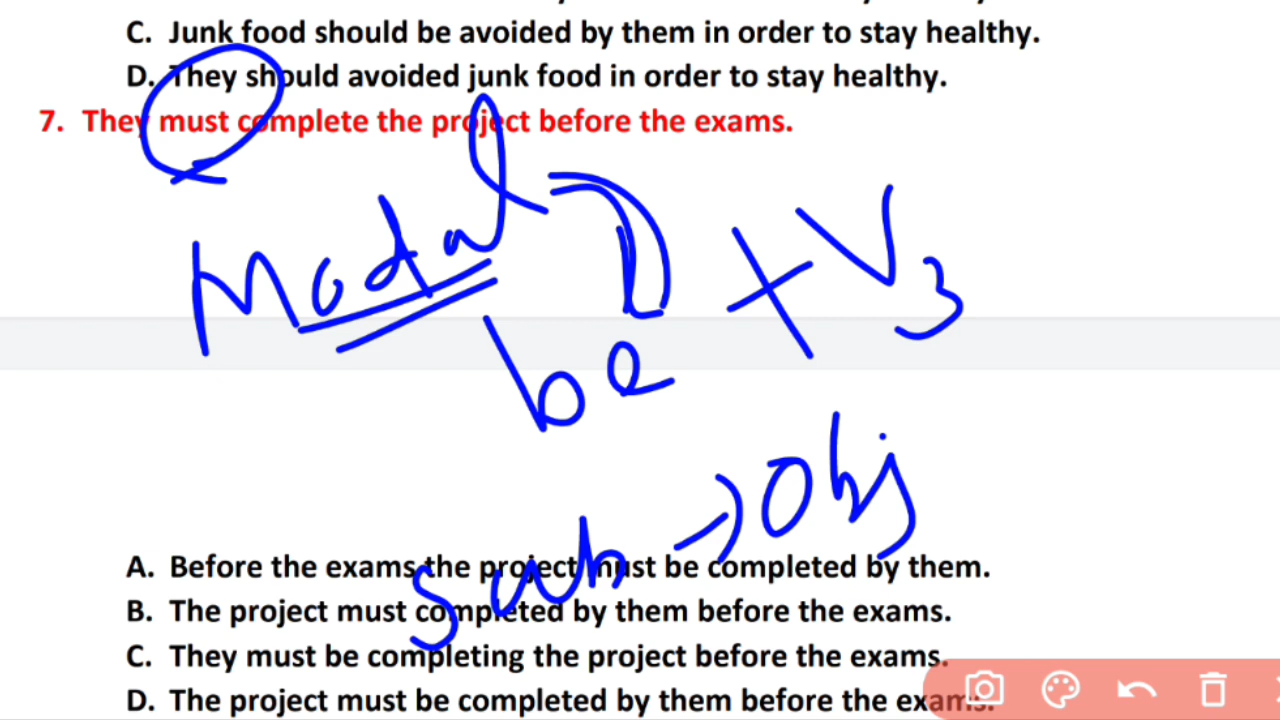 C. Junk food should be avoided by them in order to stay healthy.
D. They should avoided junk food in order to stay healthy.
7. They must complete the project before the exams.
Modal + V3
be
Sub → Obj
A. Before the exams the project must be completed by them.
B. The project must completed by them before the exams.
C. They must be completing the project before the exams.
D. The project must be completed by them before the exams.